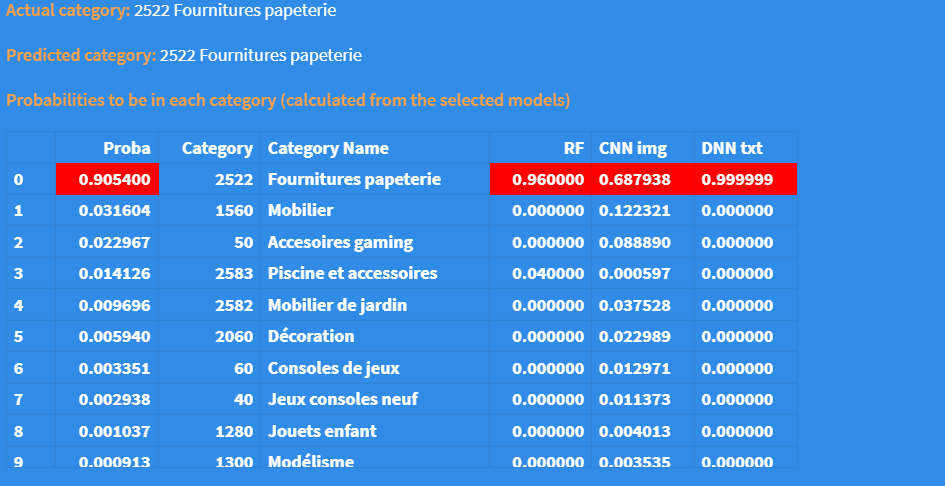 Actual category: 2522 Fournitures papeterie
Predicted category: 2522 Fournitures papeterie
Probabilities to be in each category (calculated from the selected models)
Proba Category Category Name RF CNN img DNN txt
0 0.905400 2522 Fournitures papeterie 0.960000 0.687938 0.999999
1 0.031604 1560 Mobilier 0.000000 0.122321 0.000000
2 0.022967 50 Accesoires gaming 0.000000 0.088890 0.000000
3 0.014126 2583 Piscine et accessoires 0.040000 0.000597 0.000000
4 0.009696 2582 Mobilier de jardin 0.000000 0.037528 0.000000
5 0.005940 2060 Décoration 0.000000 0.022989 0.000000
6 0.003351 60 Consoles de jeux 0.000000 0.012971 0.000000
7 0.002938 40 Jeux consoles neuf 0.000000 0.011373 0.000000
8 0.001037 1280 Jouets enfant 0.000000 0.004013 0.000000
9 0.000913 1300 Modélisme 0.000000 0.003535 0.000000